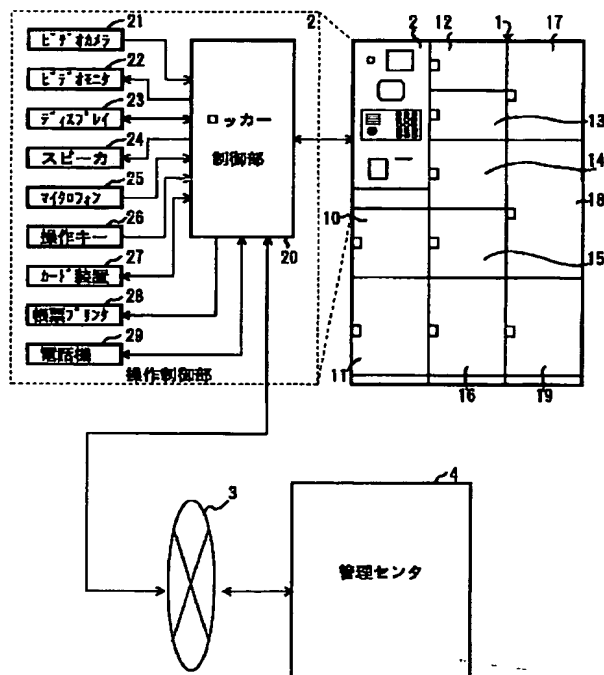 21
ビデオカメラ
22
ビデオモニタ
23
ディスプレイ
24
スピーカ
25
マイクロフォン
26
操作キー
27
カード装置
28
帳票プリンタ
29
電話機
ロッカー
制御部
20
2
操作制御部
2
12
1
17
13
14
18
10
15
11
16
19
3
4
管理センタ